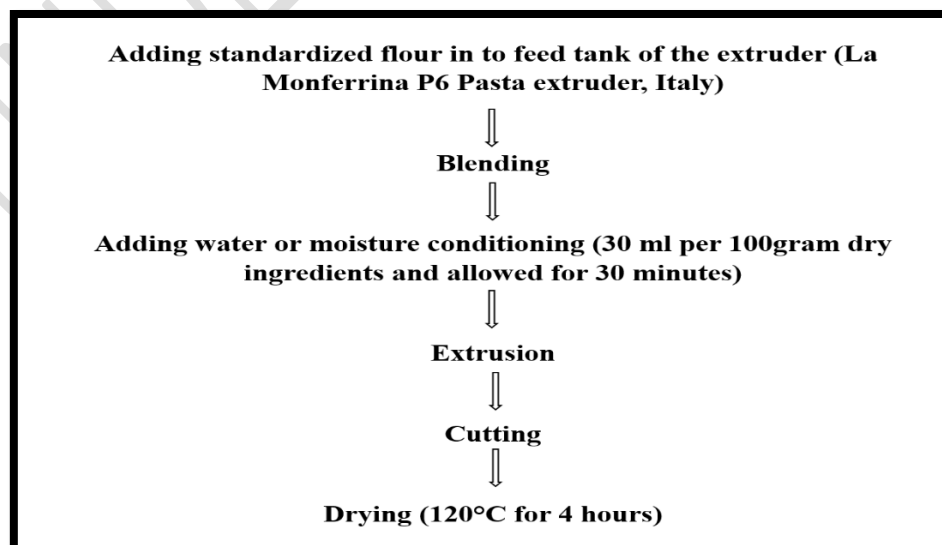 Adding standardized flour in to feed tank of the extruder (La
Monferrina P6 Pasta extruder, Italy)
Blending
Adding water or moisture conditioning (30 ml per 100gram dry
ingredients and allowed for 30 minutes)
Extrusion
Cutting
Drying (120°C for 4 hours)